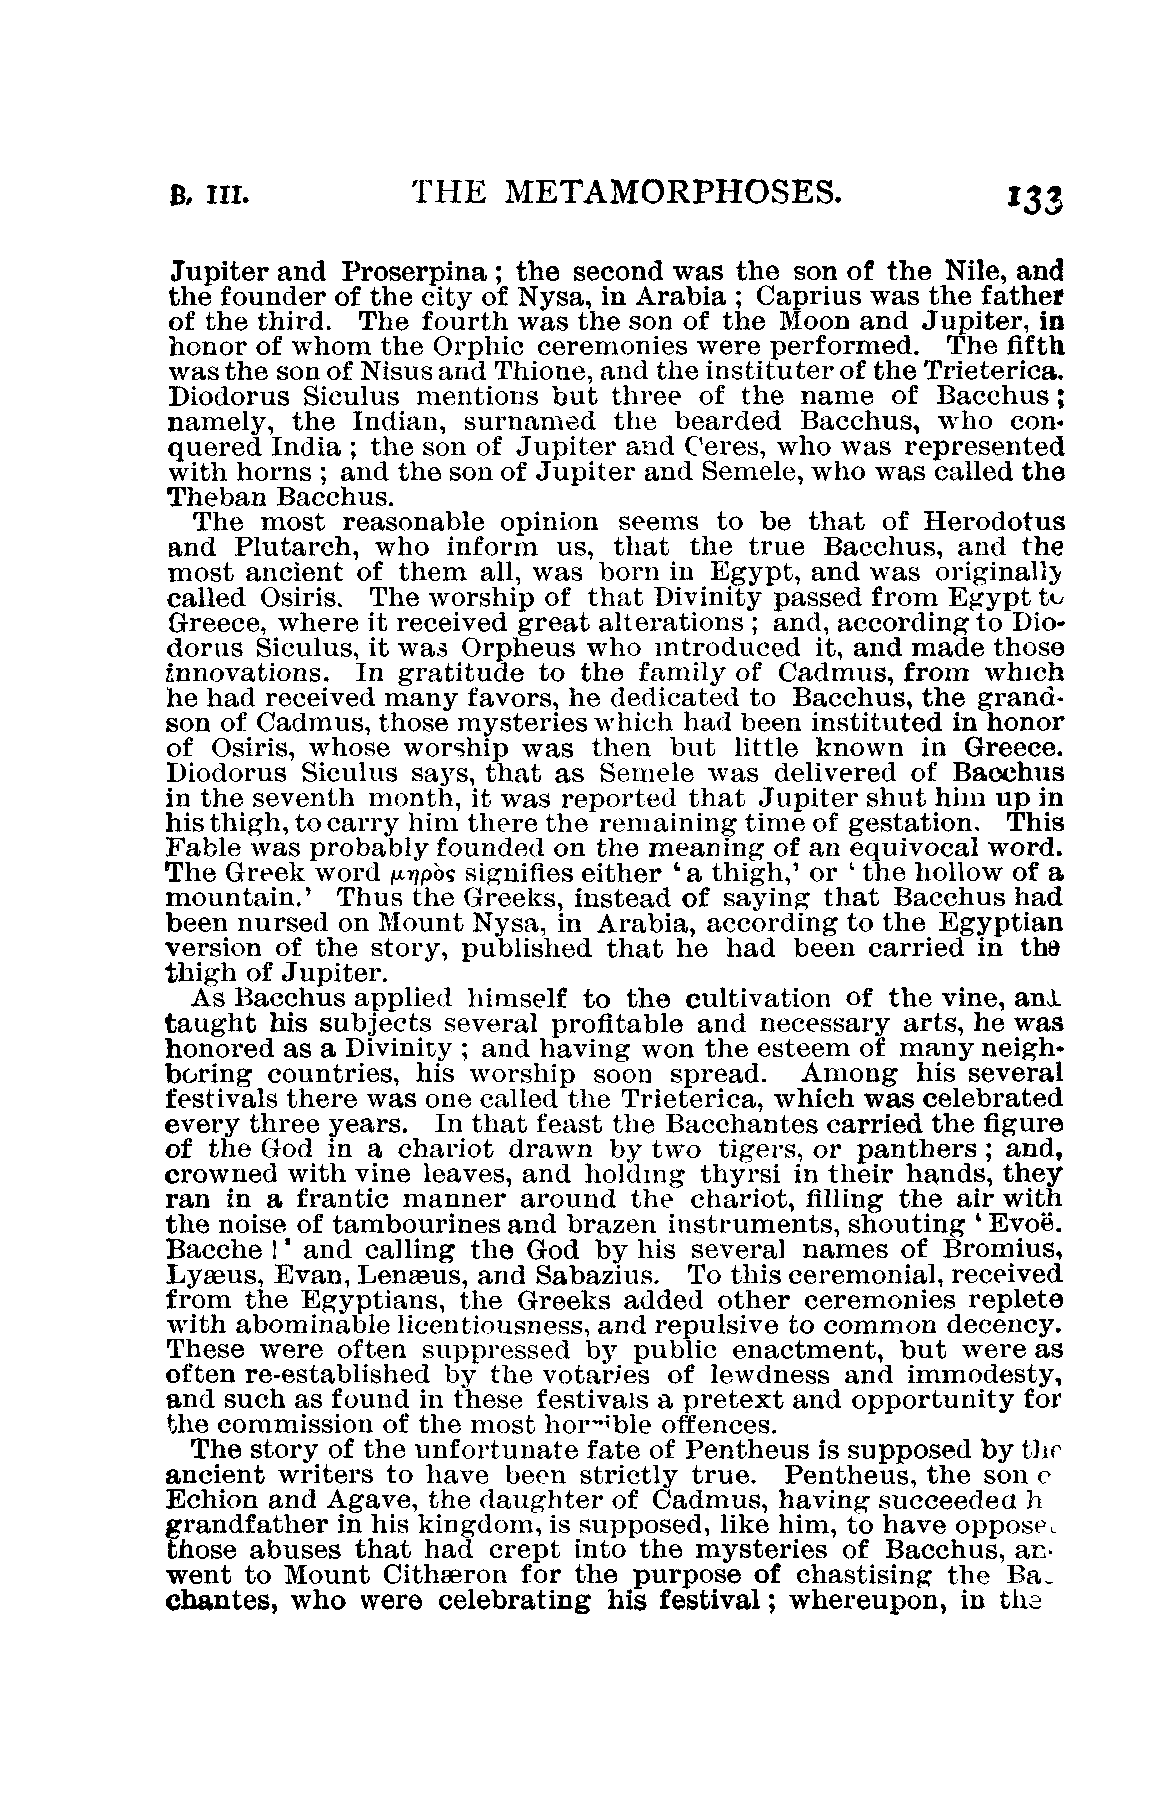 B. III. THE METAMORPHOSES. 133
Jupiter and Proserpina ; the second was the son of the Nile, and
the founder of the city of Nysa, in Arabia ; Caprius was the father
of the third. The fourth was the son of the Moon and Jupiter, in
honor of whom the Orphic ceremonies were performed. The fifth
was the son of Nisus and Thione, and the instituter of the Trieterica.
Diodorus Siculus mentions but three of the name of Bacchus ;
namely, the Indian, surnamed the bearded Bacchus, who con-
quered India ; the son of Jupiter and Ceres, who was represented
with horns ; and the son of Jupiter and Semele, who was called the
Theban Bacchus.
The most reasonable opinion seems to be that of Herodotus
and Plutarch, who inform us, that the true Bacchus, and the
most ancient of them all, was born in Egypt, and was originally
called Osiris. The worship of that Divinity passed from Egypt to
Greece, where it received great alterations ; and, according to Dio-
dorus Siculus, it was Orpheus who introduced it, and made those
innovations. In gratitude to the family of Cadmus, from which
he had received many favors, he dedicated to Bacchus, the grand-
son of Cadmus, those mysteries which had been instituted in honor
of Osiris, whose worship was then but little known in Greece.
Diodorus Siculus says, that as Semele was delivered of Bacchus
in the seventh month, it was reported that Jupiter shut him up in
his thigh, to carry him there the remaining time of gestation. This
Fable was probably founded on the meaning of an equivocal word.
The Greek word μηρὸς signifies either ‘ a thigh,’ or ‘ the hollow of a
mountain.’ Thus the Greeks, instead of saying that Bacchus had
been nursed on Mount Nysa, in Arabia, according to the Egyptian
version of the story, published that he had been carried in the
thigh of Jupiter.
As Bacchus applied himself to the cultivation of the vine, and
taught his subjects several profitable and necessary arts, he was
honored as a Divinity ; and having won the esteem of many neigh-
boring countries, his worship soon spread. Among his several
festivals there was one called the Trieterica, which was celebrated
every three years. In that feast the Bacchantes carried the figure
of the God in a chariot drawn by two tigers, or panthers ; and,
crowned with vine leaves, and holding thyrsi in their hands, they
ran in a frantic manner around the chariot, filling the air with
the noise of tambourines and brazen instruments, shouting ‘ Evoë.
Bacche !’ and calling the God by his several names of Bromius,
Lyæus, Evan, Lenæus, and Sabazius. To this ceremonial, received
from the Egyptians, the Greeks added other ceremonies replete
with abominable licentiousness, and repulsive to common decency.
These were often suppressed by public enactment, but were as
often re-established by the votaries of lewdness and immodesty,
and such as found in these festivals a pretext and opportunity for
the commission of the most horrible offences.
The story of the unfortunate fate of Pentheus is supposed by the
ancient writers to have been strictly true. Pentheus, the son o
Echion and Agave, the daughter of Cadmus, having succeeded h
grandfather in his kingdom, is supposed, like him, to have oppose
those abuses that had crept into the mysteries of Bacchus, an
went to Mount Cithæron for the purpose of chastising the Ba
chantes, who were celebrating his festival ; whereupon, in the